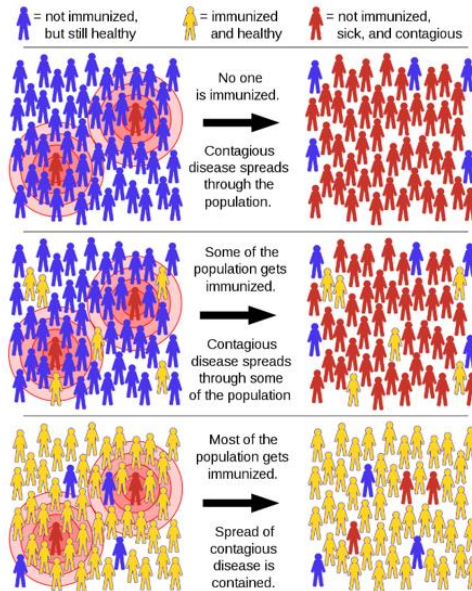 = not immunized,
but still healthy
= immunized
and healthy
= not immunized,
sick, and contagious
No one
is immunized.
Contagious
disease spreads
through the
population.
Some of the
population gets
immunized.
Contagious
disease spreads
through some
of the population
Most of the
population gets
immunized.
Spread of
contagious
disease is
contained.